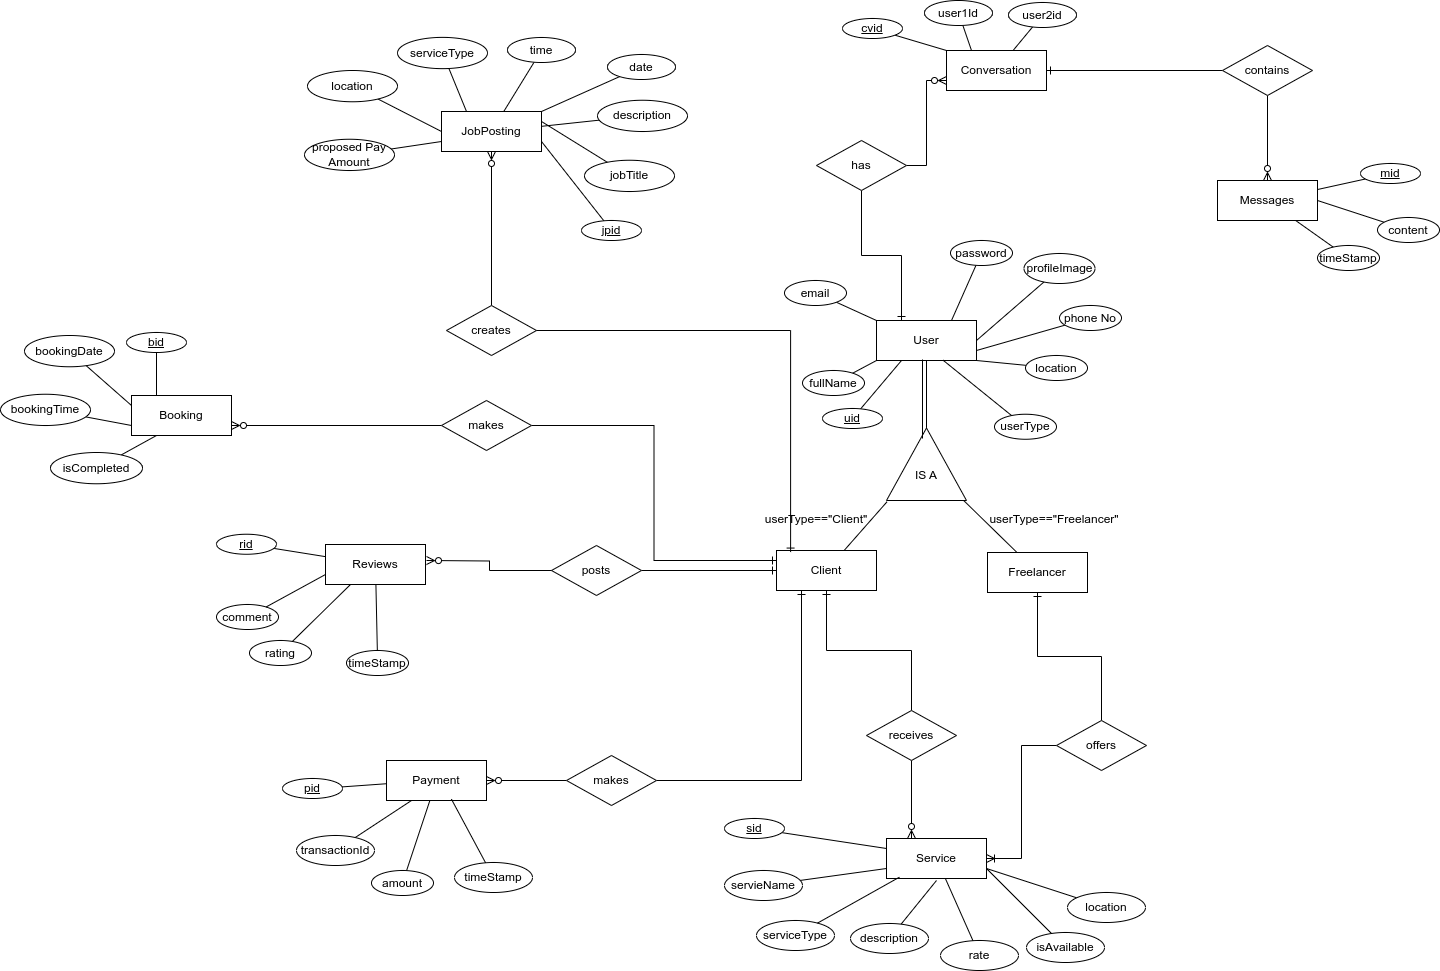 user1Id
user2id
cvid
Conversation
contains
serviceType
time
date
location
description
JobPosting
proposed Pay
Amount
jobTitle
jpid
has
mid
Messages
content
timeStamp
password
profileImage
email
phone No
User
location
fullName
uid
userType
creates
bid
bookingDate
bookingTime
Booking
isCompleted
makes
IS A
userType=="Client"
userType=="Freelancer"
rid
Reviews
comment
rating
timeStamp
posts
Client
Freelancer
receives
offers
pid
Payment
makes
transactionId
amount
timeStamp
sid
Service
servieName
serviceType
description
rate
isAvailable
location